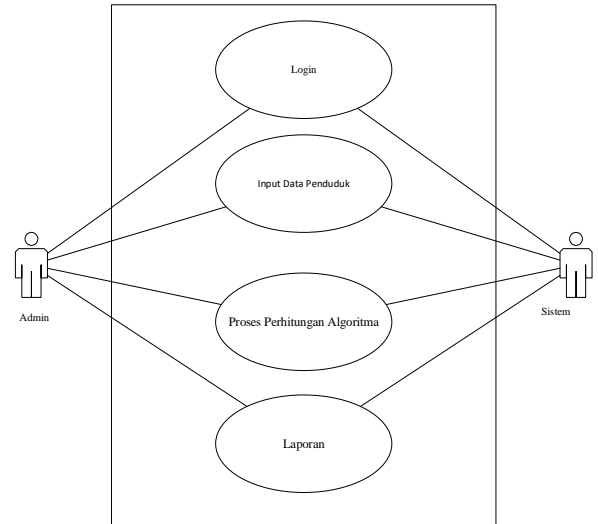 Login
Input Data Penduduk
Admin
Sistem
Proses Perhitungan Algoritma
Laporan